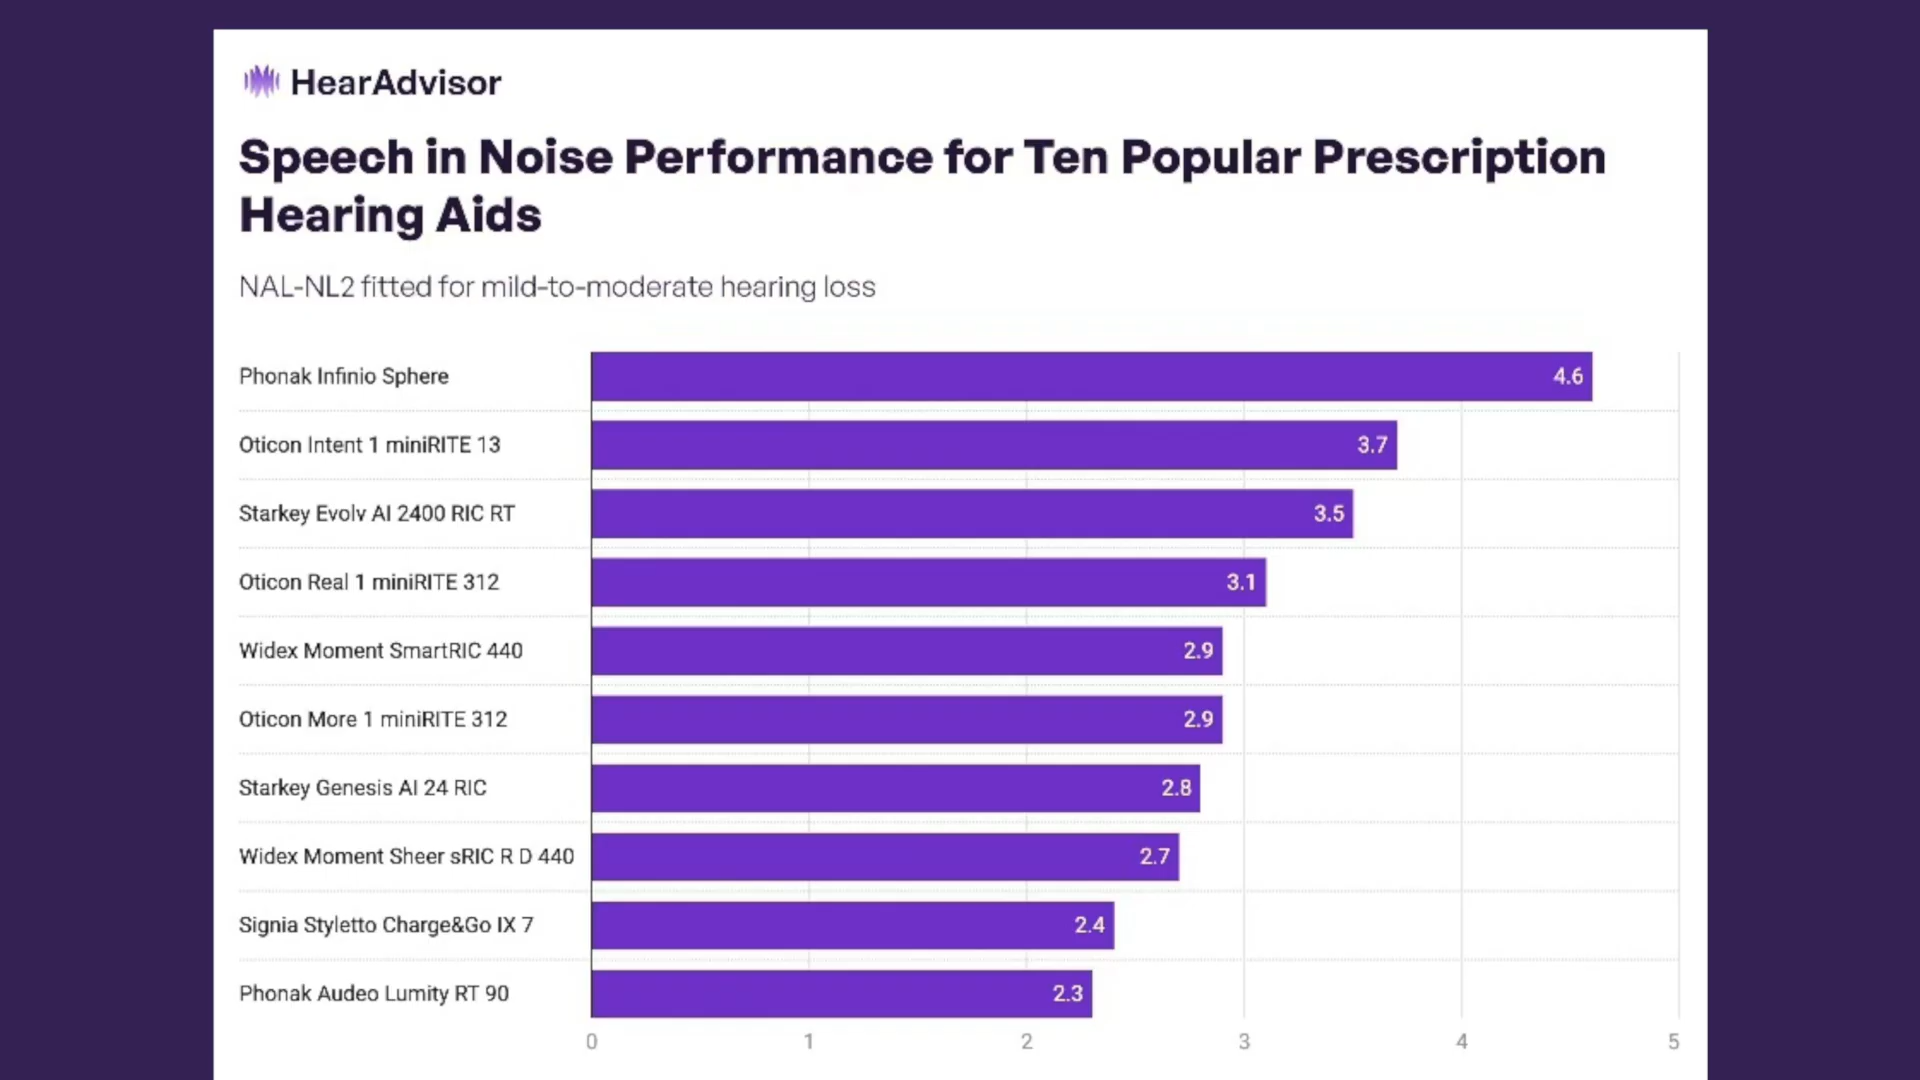 HearAdvisor
Speech in Noise Performance for Ten Popular Prescription
Hearing Aids
NAL-NL2 fitted for mild-to-moderate hearing loss
Phonak Infinio Sphere 4.6
Oticon Intent 1 miniRITE 13 3.7
Starkey Evolv AI 2400 RIC RT 3.5
Oticon Real 1 miniRITE 312 3.1
Widex Moment SmartRIC 440 2.9
Oticon More 1 miniRITE 312 2.9
Starkey Genesis AI 24 RIC 2.8
Widex Moment Sheer sRIC R D 440 2.7
Signia Styletto Charge&Go IX 7 2.4
Phonak Audeo Lumity RT 90 2.3
0 1 2 3 4 5